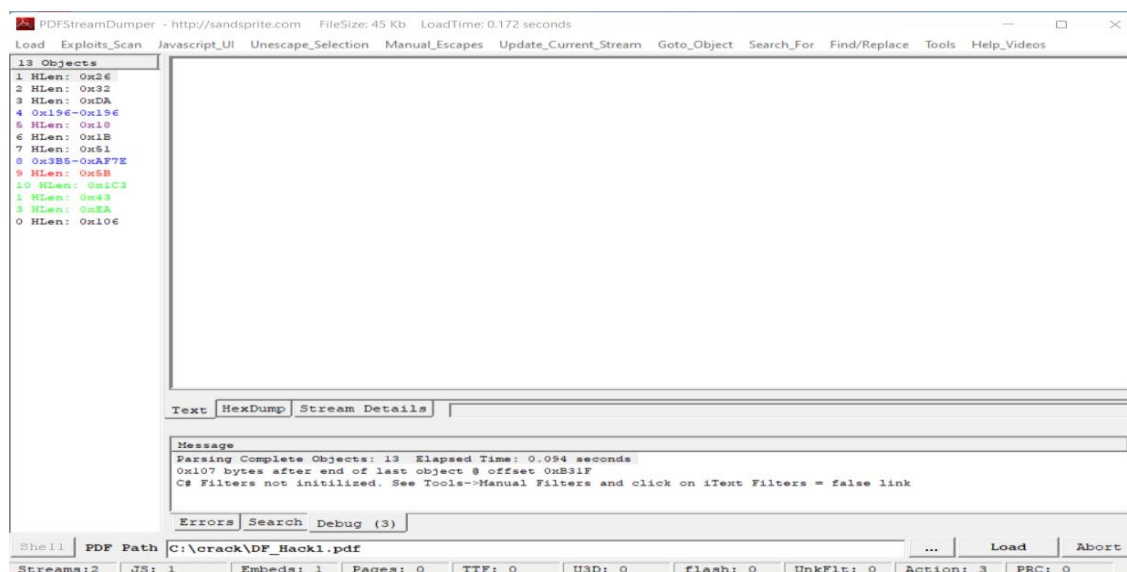 PDFStreamDumper - http://sandsprite.com FileSize: 45 Kb LoadTime: 0.172 seconds
Load Exploits_Scan Javascript_UI Unescape_Selection Manual_Escapes Update_Current_Stream Goto_Object Search_For Find/Replace Tools Help_Videos
13 Objects
1 HLen: 0x26
2 HLen: 0x32
3 HLen: 0xDA
4 0x196-0x196
5 HLen: 0x18
6 HLen: 0x1B
7 HLen: 0x51
8 0x3B5-0xAF7E
9 HLen: 0x5B
10 HLen: 0x1C3
1 HLen: 0x43
3 HLen: 0xEA
0 HLen: 0x106
Text HexDump Stream Details
Message
Parsing Complete Objects: 13 Elapsed Time: 0.094 seconds
0x107 bytes after end of last object @ offset 0xB31F
C# Filters not initilized. See Tools->Manual Filters and click on iText Filters = false link
Errors Search Debug (3)
Shell PDF Path C:\crack\DF_Hack1.pdf ... Load Abort
Streams:2 JS: 1 Embeds: 1 Pages: 0 TTF: 0 U3D: 0 flash: 0 UnkFlt: 0 Action: 3 PRC: 0